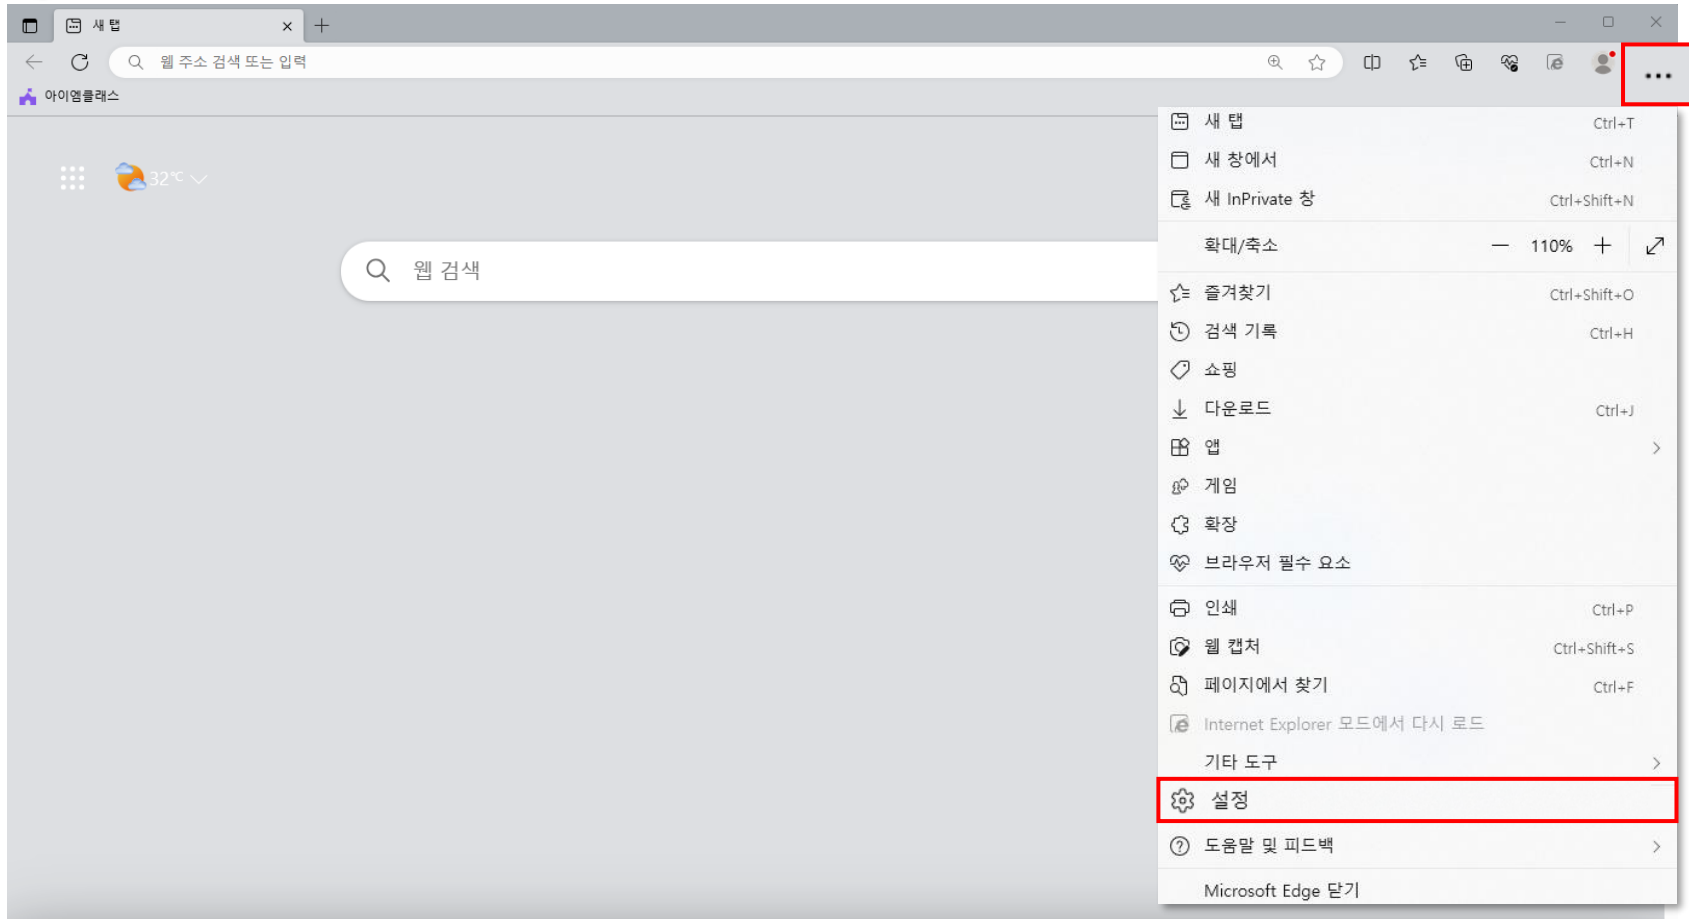 새 탭
웹 주소 검색 또는 입력
아이엠클래스
32℃
웹 검색
새 탭 Ctrl+T
새 창에서 Ctrl+N
새 InPrivate 창 Ctrl+Shift+N
확대/축소 110%
즐겨찾기 Ctrl+Shift+O
검색 기록 Ctrl+H
쇼핑
다운로드 Ctrl+J
앱
게임
확장
브라우저 필수 요소
인쇄 Ctrl+P
웹 캡처 Ctrl+Shift+S
페이지에서 찾기 Ctrl+F
Internet Explorer 모드에서 다시 로드
기타 도구
설정
도움말 및 피드백
Microsoft Edge 닫기